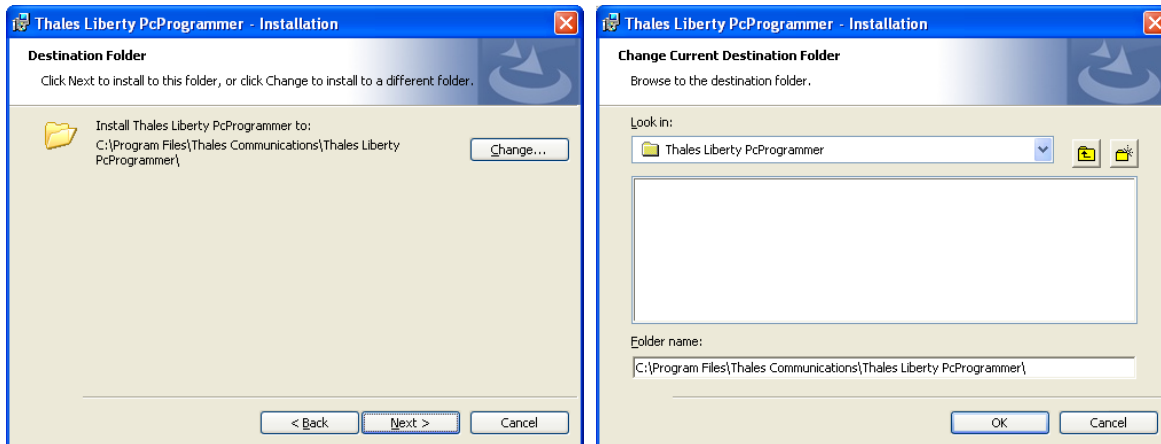 Thales Liberty PcProgrammer - Installation
Destination Folder
Click Next to install to this folder, or click Change to install to a different folder.
Install Thales Liberty PcProgrammer to:
C:\Program Files\Thales Communications\Thales Liberty
PcProgrammer\
Change...
< Back
Next >
Cancel
Thales Liberty PcProgrammer - Installation
Change Current Destination Folder
Browse to the destination folder.
Look in:
Thales Liberty PcProgrammer
Folder name:
C:\Program Files\Thales Communications\Thales Liberty PcProgrammer\
OK
Cancel